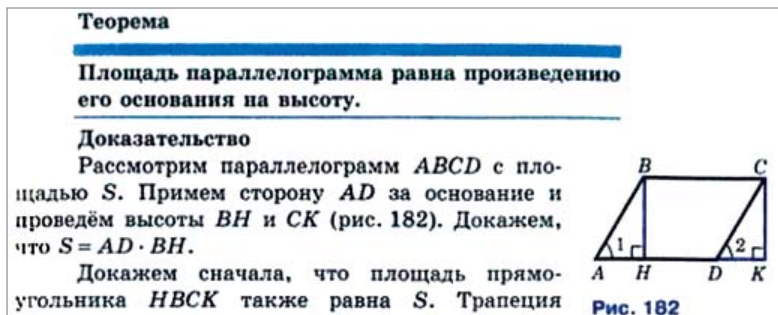 Теорема
Площадь параллелограмма равна произведению
его основания на высоту.
Доказательство
Рассмотрим параллелограмм ABCD с пло-
щадью S. Примем сторону AD за основание и
проведём высоты BH и CK (рис. 182). Докажем,
что S = AD · BH.
Докажем сначала, что площадь прямо-
угольника HBCK также равна S. Трапеция
B C
1 2
A H D K
Рис. 182